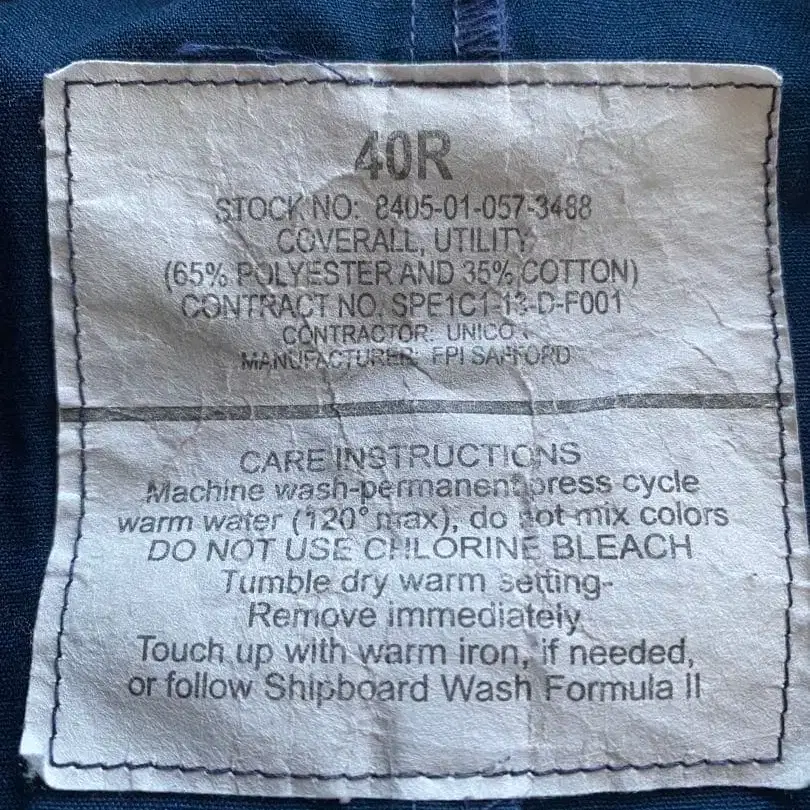 40R
STOCK NO: 8405-01-057-3488
COVERALL, UTILITY
(65% POLYESTER AND 35% COTTON)
CONTRACT NO. SPE1C1-13-D-F001
CONTRACTOR: UNICOR
MANUFACTURER: FPI SANFORD
CARE INSTRUCTIONS
Machine wash-permanent press cycle
warm water (120° max), do not mix colors
DO NOT USE CHLORINE BLEACH
Tumble dry warm setting-
Remove immediately
Touch up with warm iron, if needed,
or follow Shipboard Wash Formula II